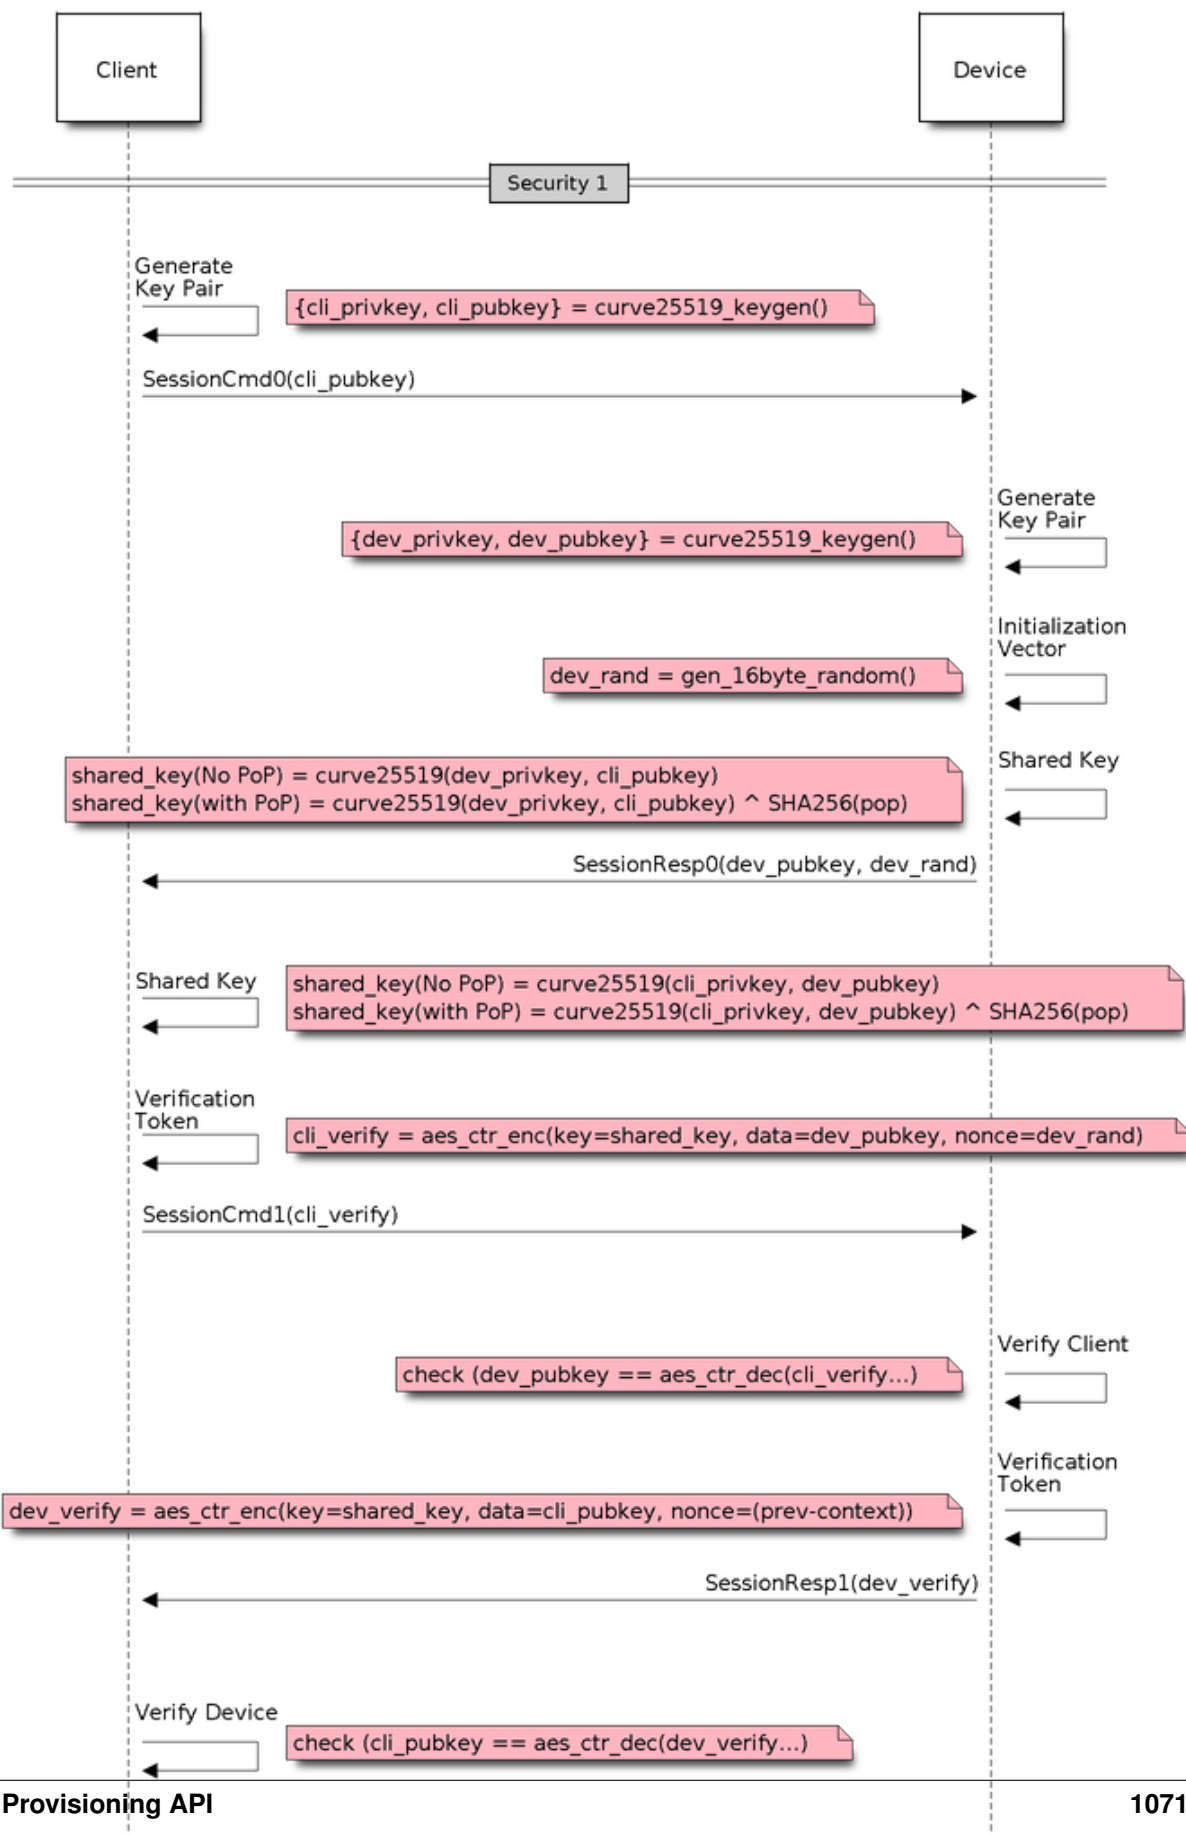 Client
Device
Security 1
Generate
Key Pair
{cli_privkey, cli_pubkey} = curve25519_keygen()
SessionCmd0(cli_pubkey)
Generate
Key Pair
{dev_privkey, dev_pubkey} = curve25519_keygen()
Initialization
Vector
dev_rand = gen_16byte_random()
Shared Key
shared_key(No PoP) = curve25519(dev_privkey, cli_pubkey)
shared_key(with PoP) = curve25519(dev_privkey, cli_pubkey) ^ SHA256(pop)
SessionResp0(dev_pubkey, dev_rand)
Shared Key
shared_key(No PoP) = curve25519(cli_privkey, dev_pubkey)
shared_key(with PoP) = curve25519(cli_privkey, dev_pubkey) ^ SHA256(pop)
Verification
Token
cli_verify = aes_ctr_enc(key=shared_key, data=dev_pubkey, nonce=dev_rand)
SessionCmd1(cli_verify)
Verify Client
check (dev_pubkey == aes_ctr_dec(cli_verify...)
Verification
Token
dev_verify = aes_ctr_enc(key=shared_key, data=cli_pubkey, nonce=(prev-context))
SessionResp1(dev_verify)
Verify Device
check (cli_pubkey == aes_ctr_dec(dev_verify...)
Provisioning API
1071